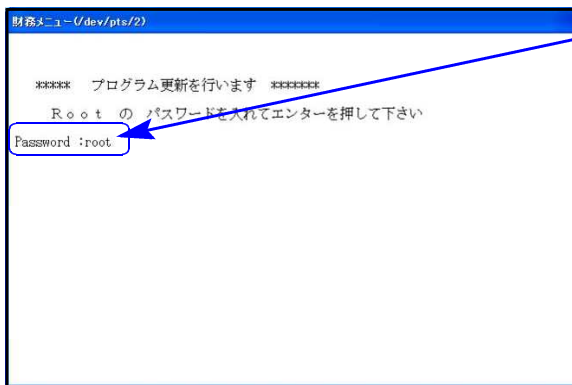 財務メニュー(/dev/pts/2)
***** プログラム更新を行います *******
Root の パスワードを入れてエンターを押して下さい
Password :root